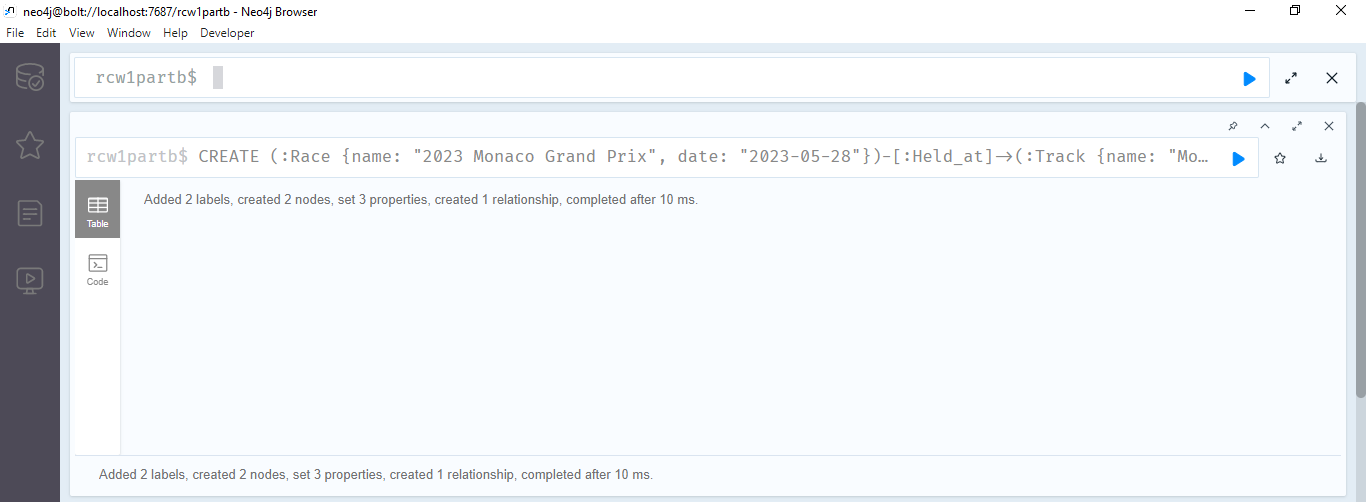 neo4j@bolt://localhost:7687/rcw1partb - Neo4j Browser
File Edit View Window Help Developer
rcw1partb$
rcw1partb$ CREATE (:Race {name: "2023 Monaco Grand Prix", date: "2023-05-28"})-[:Held_at]→(:Track {name: "Mo…
Table
Added 2 labels, created 2 nodes, set 3 properties, created 1 relationship, completed after 10 ms.
Code
Added 2 labels, created 2 nodes, set 3 properties, created 1 relationship, completed after 10 ms.